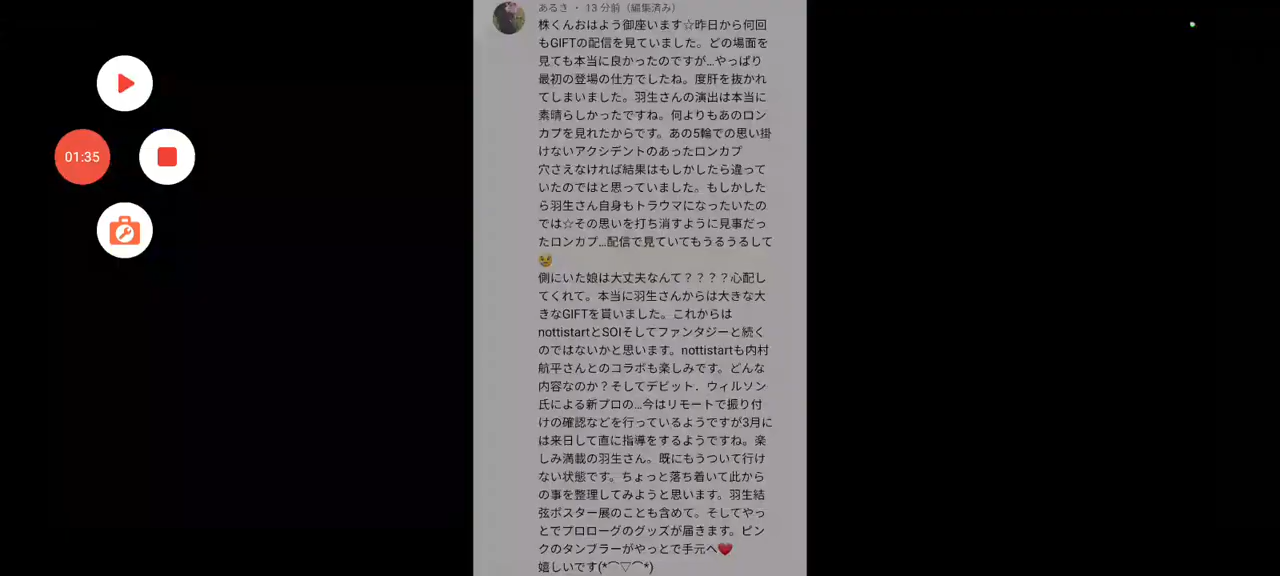 あるき ・ 13 分前（編集済み）
株くんおはよう御座います☆昨日から何回
もGIFTの配信を見ていました。どの場面を
見ても本当に良かったのですが…やっぱり
最初の登場の仕方でしたね。度肝を抜かれ
てしまいました。羽生さんの演出は本当に
素晴らしかったですね。何よりもあのロン
カプを見れたからです。あの5輪での思い掛
けないアクシデントのあったロンカプ
穴さえなければ結果はもしかしたら違って
いたのではと思っていました。もしかした
ら羽生さん自身もトラウマになったいたの
では☆その思いを打ち消すように見事だっ
たロンカプ…配信で見ていてもうるうるして
😢
側にいた娘は大丈夫なんて？？？？心配し
てくれて。本当に羽生さんからは大きな大
きなGIFTを貰いました。これからは
nottistartとSOIそしてファンタジーと続く
のではないかと思います。nottistartも内村
航平さんとのコラボも楽しみです。どんな
内容なのか？そしてデビット．ウィルソン
氏による新プロの…今はリモートで振り付
けの確認などを行っているようですが3月に
は来日して直に指導をするようですね。楽
しみ満載の羽生さん。既にもうついて行け
ない状態です。ちょっと落ち着いて此から
の事を整理してみようと思います。羽生結
弦ポスター展のことも含めて。そしてやっ
とでプロローグのグッズが届きます。ピン
クのタンブラーがやっとで手元へ❤️
嬉しいです(*⌒▽⌒*)
01:35